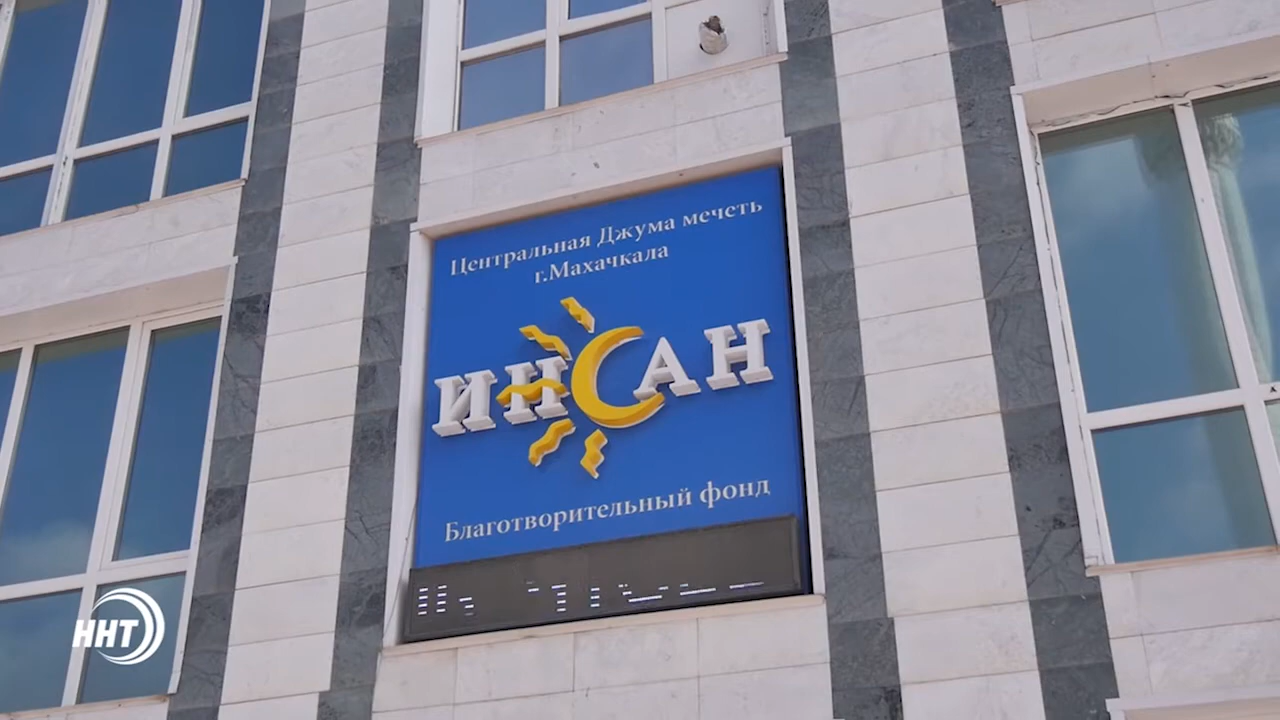 Центральная Джума мечеть
г.Махачкала
ИНСАН
Благотворительный фонд
ННТ